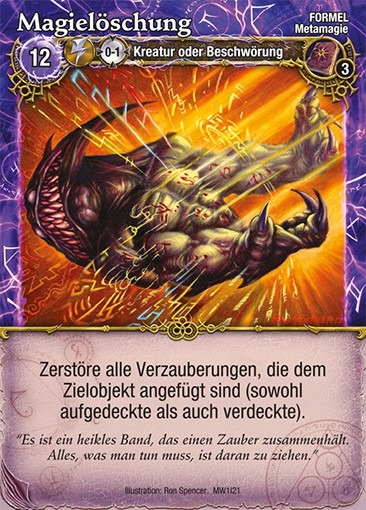 Magielöschung
FORMEL
Metamagie
12
0-1
Kreatur oder Beschwörung
3
Zerstöre alle Verzauberungen, die dem
Zielobjekt angefügt sind (sowohl
aufgedeckte als auch verdeckte).
"Es ist ein heikles Band, das einen Zauber zusammenhält.
Alles, was man tun muss, ist daran zu ziehen."
Illustration: Ron Spencer. MW1I21